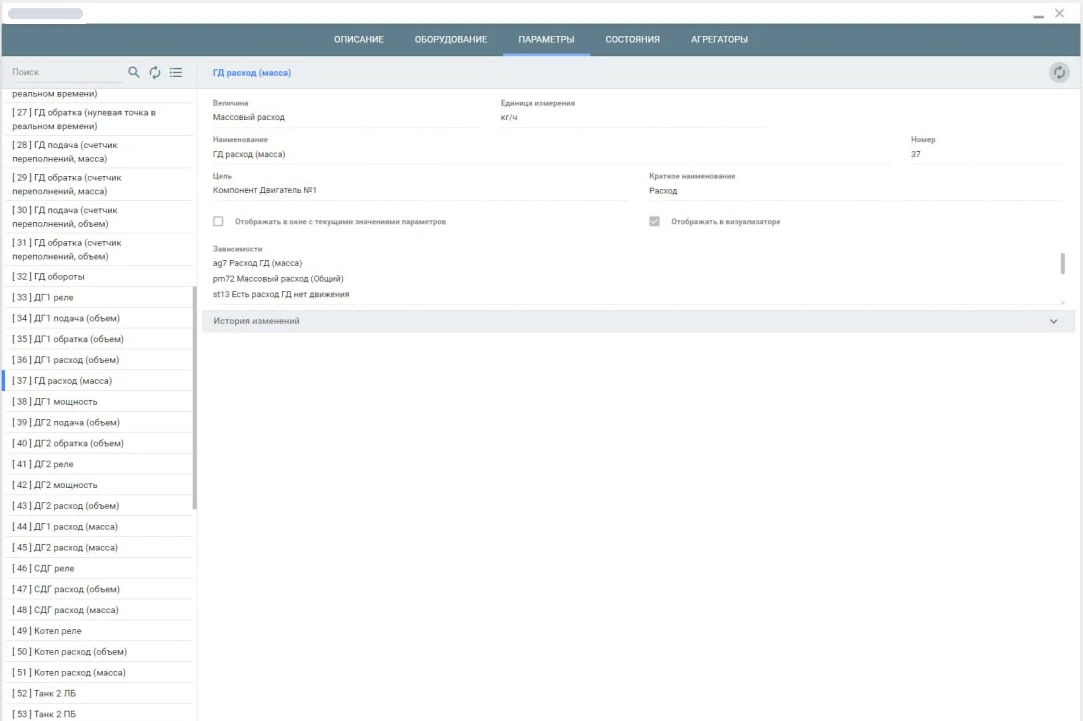 ОПИСАНИЕ ОБОРУДОВАНИЕ ПАРАМЕТРЫ СОСТОЯНИЯ АГРЕГАТОРЫ
Поиск
реальном времени)
[ 27 ] ГД обратка (нулевая точка в
реальном времени)
[ 28 ] ГД подача (счетчик
переполнений, масса)
[ 29 ] ГД обратка (счетчик
переполнений, масса)
[ 30 ] ГД подача (счетчик
переполнений, объем)
[ 31 ] ГД обратка (счетчик
переполнений, объем)
[ 32 ] ГД обороты
[ 33 ] ДГ1 реле
[ 34 ] ДГ1 подача (объем)
[ 35 ] ДГ1 обратка (объем)
[ 36 ] ДГ1 расход (объем)
[ 37 ] ГД расход (масса)
[ 38 ] ДГ1 мощность
[ 39 ] ДГ2 подача (объем)
[ 40 ] ДГ2 обратка (объем)
[ 41 ] ДГ2 реле
[ 42 ] ДГ2 мощность
[ 43 ] ДГ2 расход (объем)
[ 44 ] ДГ1 расход (масса)
[ 45 ] ДГ2 расход (масса)
[ 46 ] СДГ реле
[ 47 ] СДГ расход (объем)
[ 48 ] СДГ расход (масса)
[ 49 ] Котел реле
[ 50 ] Котел расход (объем)
[ 51 ] Котел расход (масса)
[ 52 ] Танк 2 ЛБ
[ 53 ] Танк 2 ПБ
ГД расход (масса)
Величина Единица измерения
Массовый расход кг/ч
Наименование Номер
ГД расход (масса) 37
Цель Краткое наименование
Компонент Двигатель №1 Расход
Отображать в окне с текущими значениями параметров Отображать в визуализаторе
Зависимости
ag7 Расход ГД (масса)
pm72 Массовый расход (Общий)
st13 Есть расход ГД нет движения
История изменений